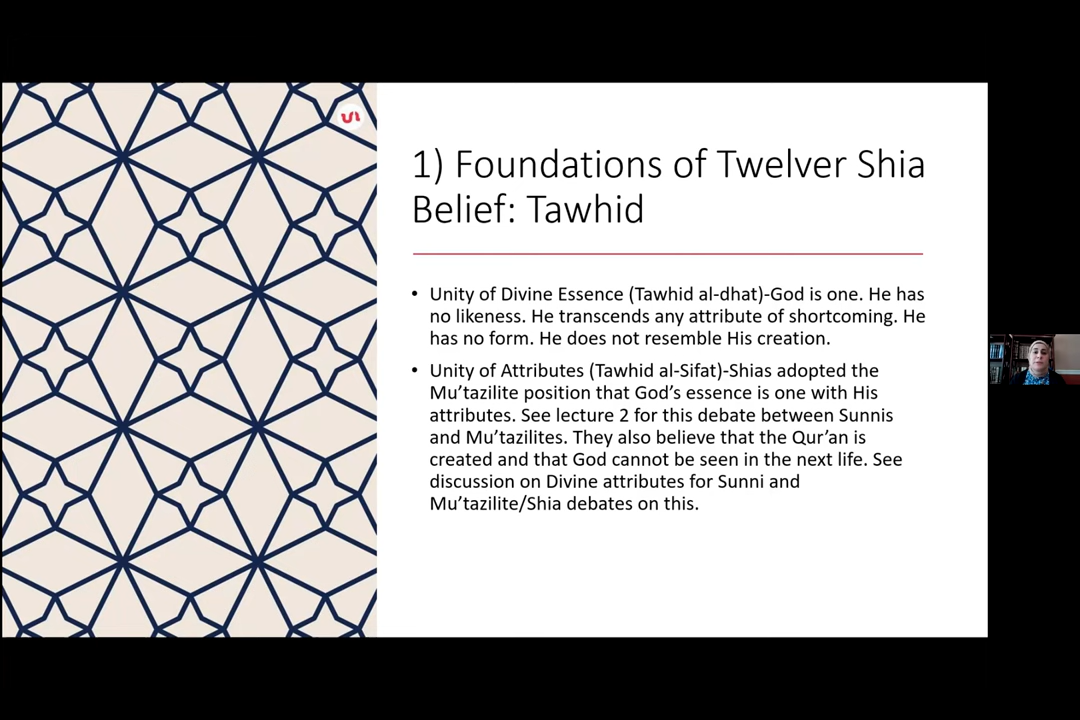 1) Foundations of Twelver Shia
Belief: Tawhid
• Unity of Divine Essence (Tawhid al-dhat)-God is one. He has
no likeness. He transcends any attribute of shortcoming. He
has no form. He does not resemble His creation.
• Unity of Attributes (Tawhid al-Sifat)-Shias adopted the
Mu’tazilite position that God’s essence is one with His
attributes. See lecture 2 for this debate between Sunnis
and Mu’tazilites. They also believe that the Qur’an is
created and that God cannot be seen in the next life. See
discussion on Divine attributes for Sunni and
Mu’tazilite/Shia debates on this.